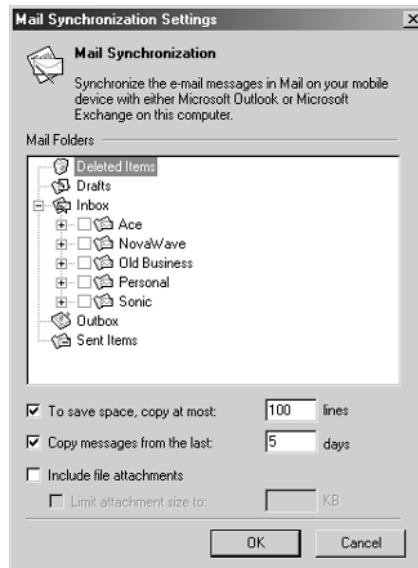 Mail Synchronization Settings
Mail Synchronization
Synchronize the e-mail messages in Mail on your mobile
device with either Microsoft Outlook or Microsoft
Exchange on this computer.
Mail Folders
Deleted Items
Drafts
Inbox
Ace
NovaWave
Old Business
Personal
Sonic
Outbox
Sent Items
To save space, copy at most: 100 lines
Copy messages from the last: 5 days
Include file attachments
Limit attachment size to: KB
OK Cancel